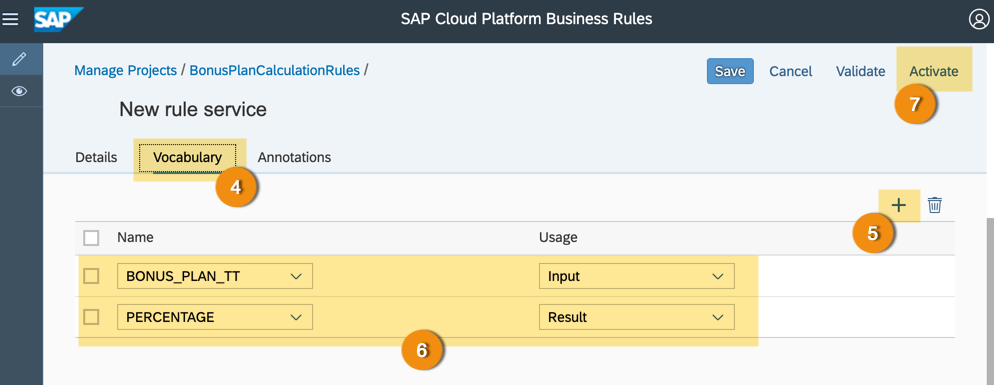 SAP SAP Cloud Platform Business Rules
Manage Projects / BonusPlanCalculationRules / Save Cancel Validate Activate
7
New rule service
Details Vocabulary Annotations
4
+
5
Name Usage
BONUS_PLAN_TT Input
PERCENTAGE Result
6